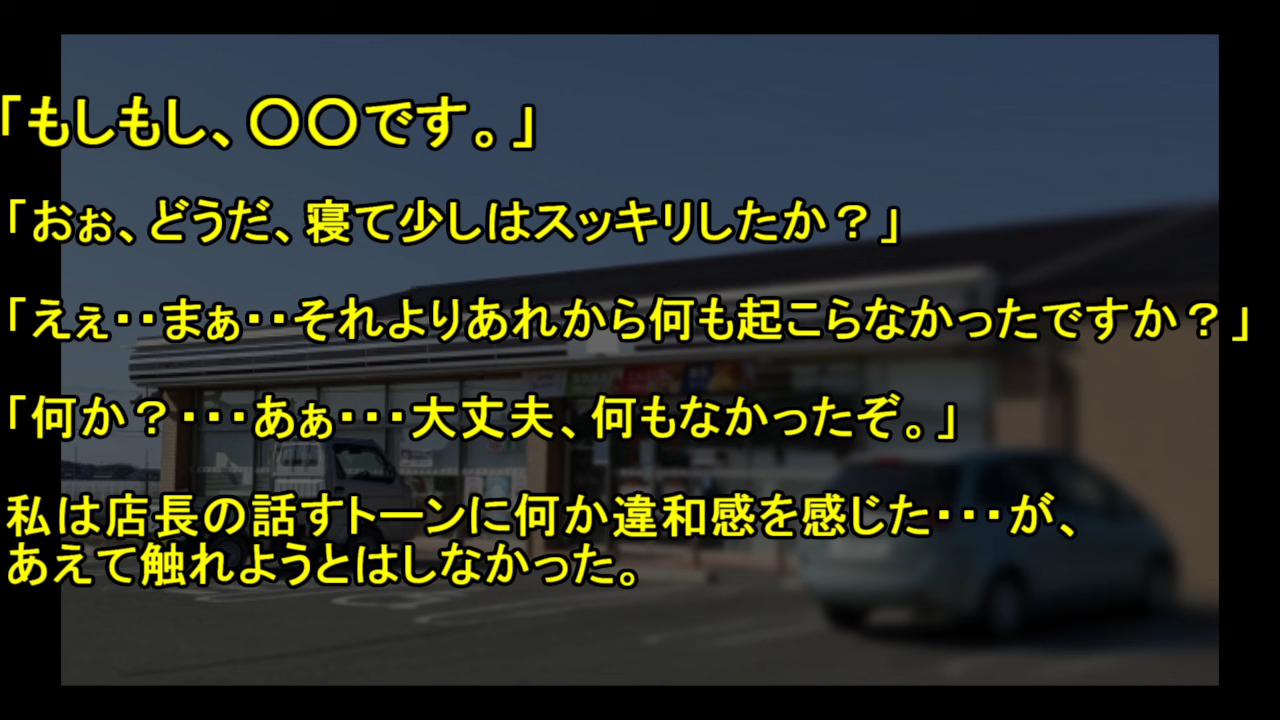 「もしもし、〇〇です。」
「おぉ、どうだ、寝て少しはスッキリしたか？」
「えぇ・・まぁ・・それよりあれから何も起こらなかったですか？」
「何か？・・・あぁ・・・大丈夫、何もなかったぞ。」
私は店長の話すトーンに何か違和感を感じた・・・が、
あえて触れようとはしなかった。